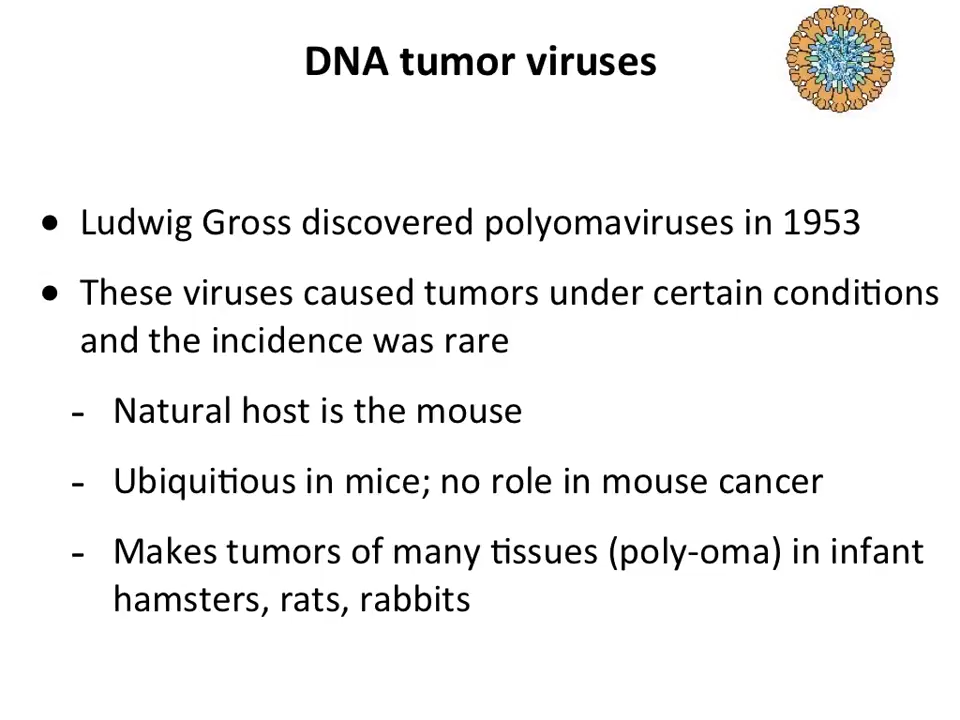 DNA tumor viruses
• Ludwig Gross discovered polyomaviruses in 1953
• These viruses caused tumors under certain conditions
and the incidence was rare
- Natural host is the mouse
- Ubiquitious in mice; no role in mouse cancer
- Makes tumors of many tissues (poly-oma) in infant
hamsters, rats, rabbits